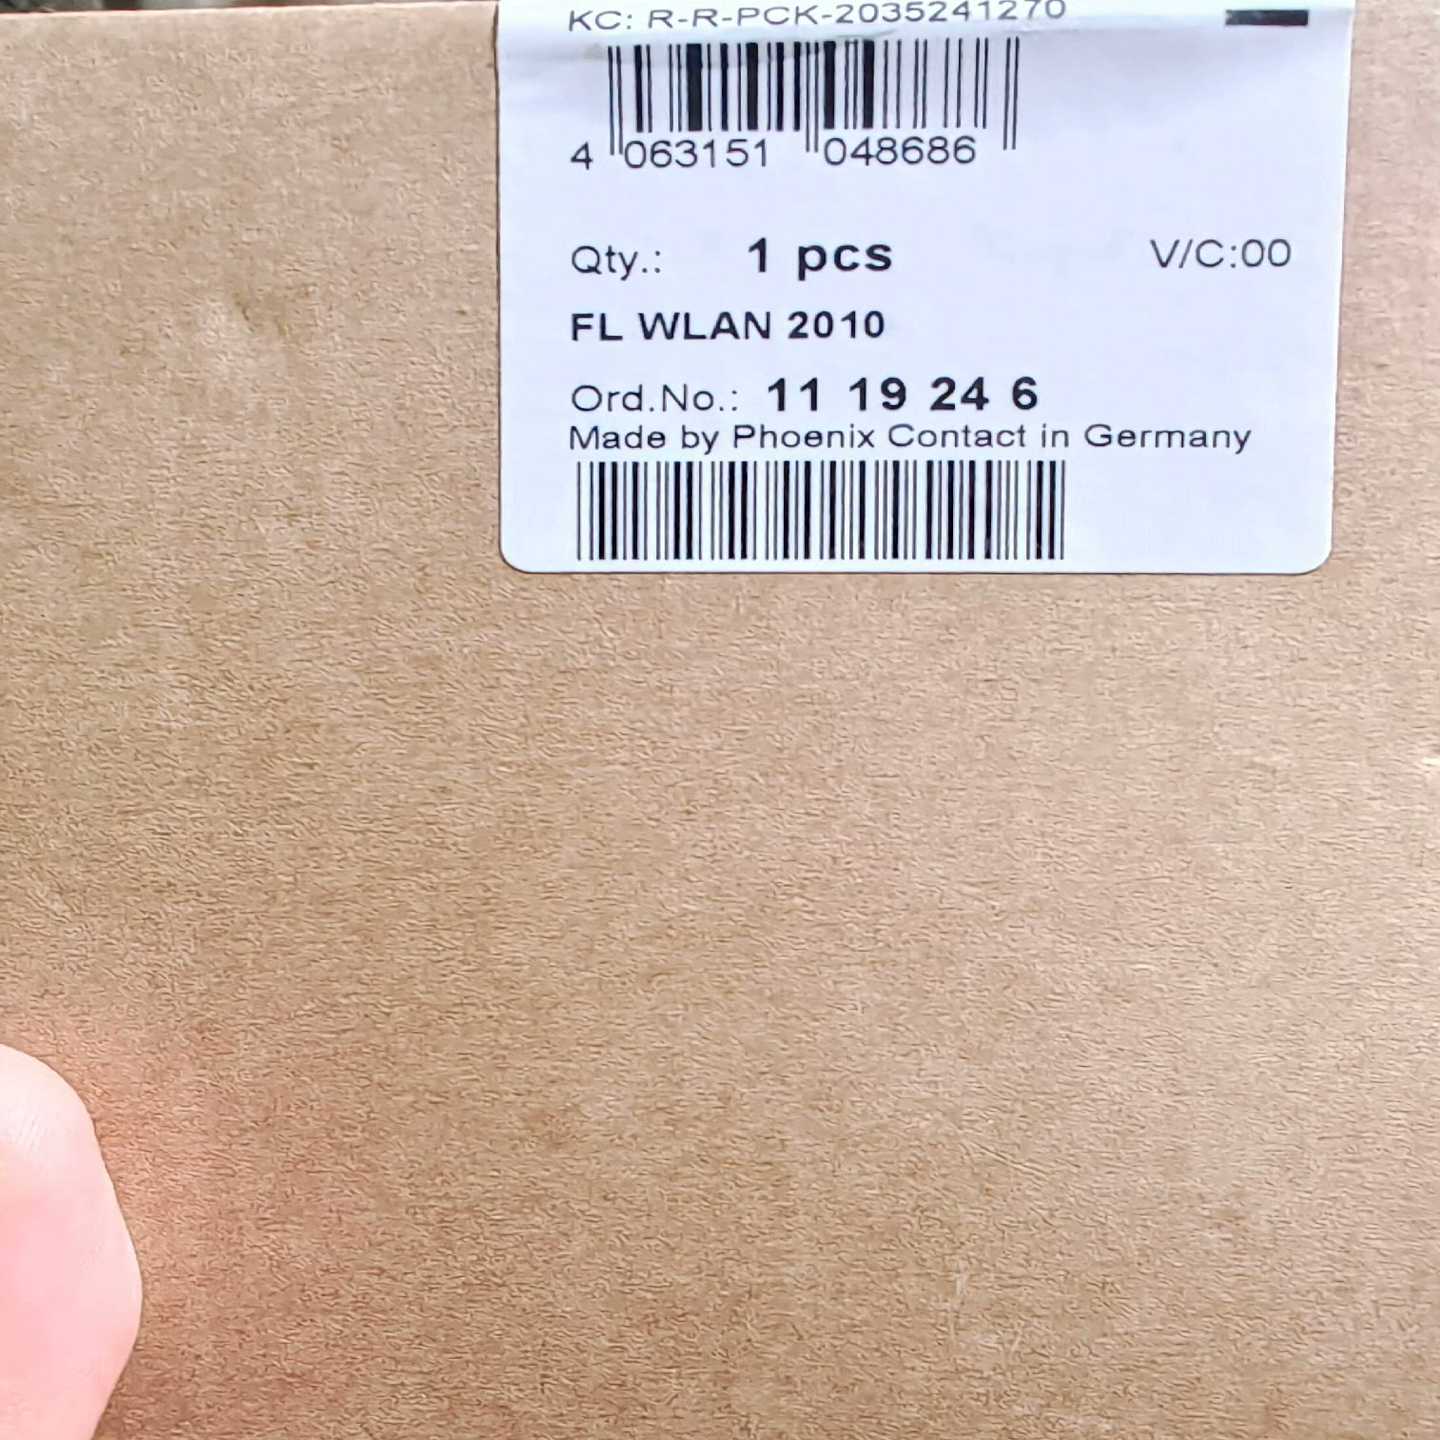 KC: R-R-PCK-2035241270
4 063151 048686
Qty.: 1 pcs V/C:00
FL WLAN 2010
Ord.No.: 11 19 24 6
Made by Phoenix Contact in Germany